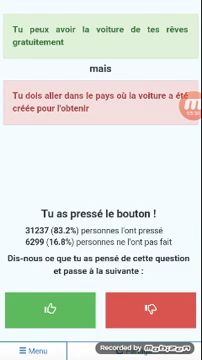 Tu peux avoir la voiture de tes rêves
gratuitement
mais
Tu dois aller dans le pays où la voiture a été
créée pour l'obtenir
Tu as pressé le bouton !
31237 (83.2%) personnes l'ont pressé
6299 (16.8%) personnes ne l'ont pas fait
Dis-nous ce que tu as pensé de cette question
et passe à la suivante :
☰ Menu
Recorded by mobizen